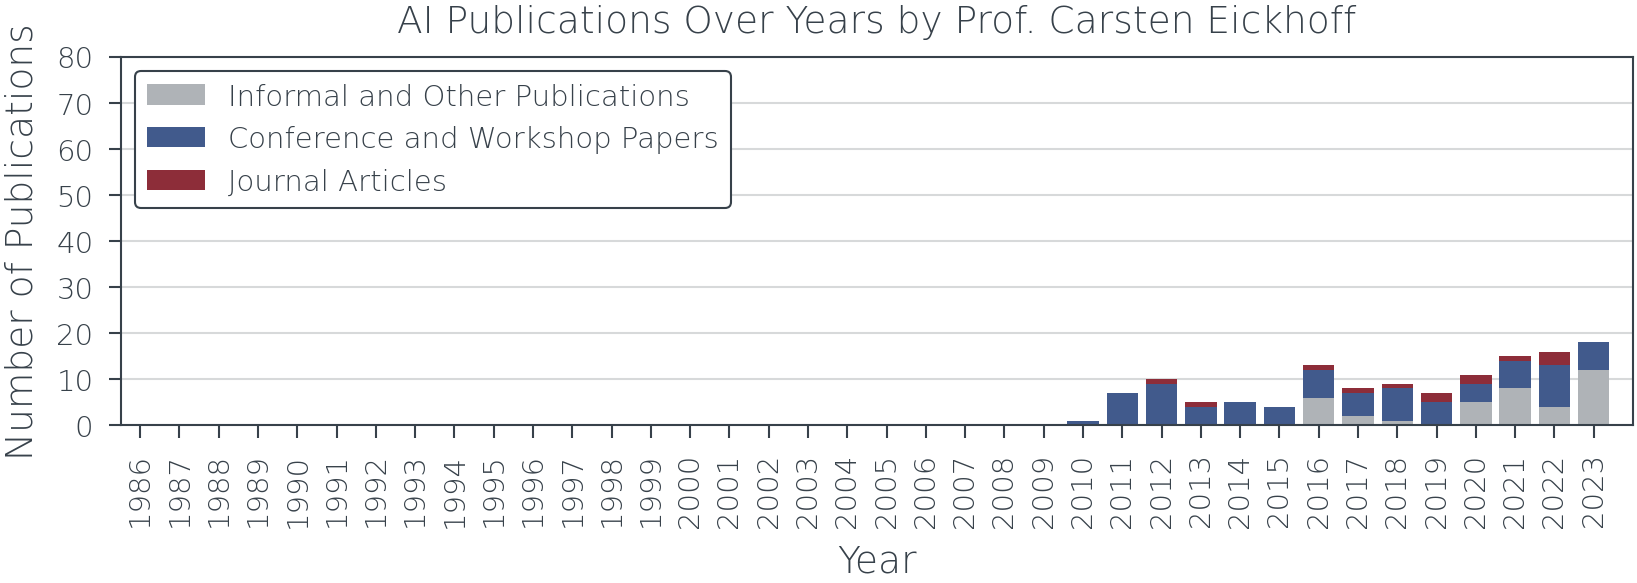 AI Publications Over Years by Prof. Carsten Eickhoff
Number of Publications
80
70
60
50
40
30
20
10
0
Informal and Other Publications
Conference and Workshop Papers
Journal Articles
1986 1987 1988 1989 1990 1991 1992 1993 1994 1995 1996 1997 1998 1999 2000 2001 2002 2003 2004 2005 2006 2007 2008 2009 2010 2011 2012 2013 2014 2015 2016 2017 2018 2019 2020 2021 2022 2023
Year